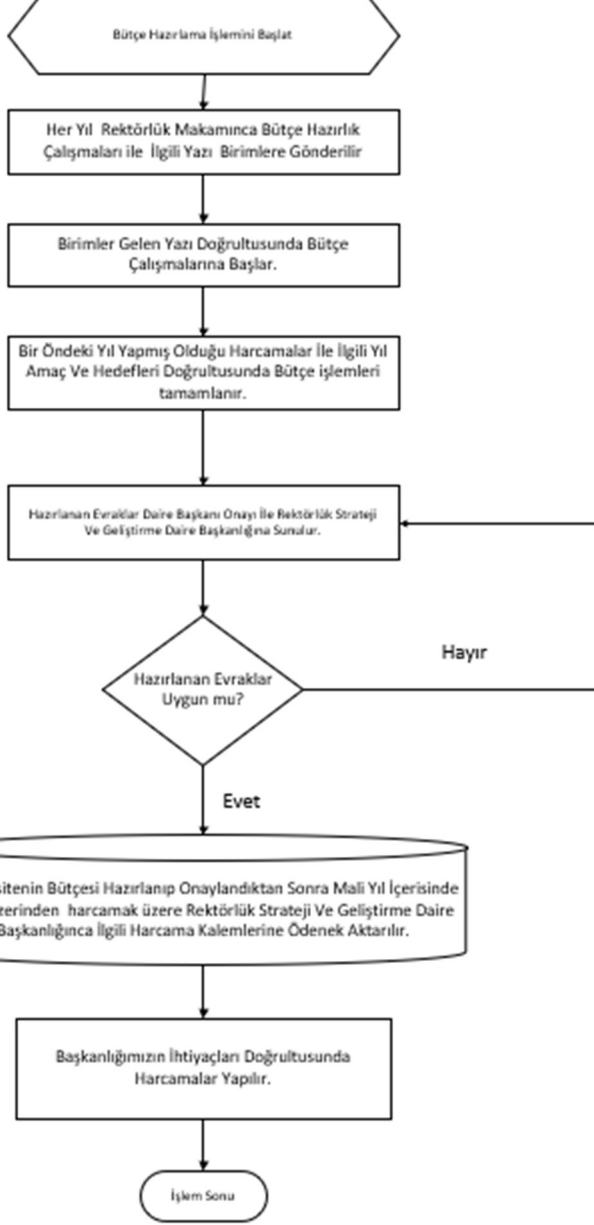 Bütçe Hazırlama İşlemini Başlat
Her Yıl Rektörlük Makamınca Bütçe Hazırlık
Çalışmaları ile İlgili Yazı Birimlere Gönderilir
Birimler Gelen Yazı Doğrultusunda Bütçe
Çalışmalarına Başlar.
Bir Öndeki Yıl Yapmış Olduğu Harcamalar İle İlgili Yıl
Amaç Ve Hedefleri Doğrultusunda Bütçe işlemleri
tamamlanır.
Hazırlanan Evraklar Daire Başkanı Onayı İle Rektörlük Strateji
Ve Geliştirme Daire Başkanlığına Sunulur.
Hayır
Hazırlanan Evraklar
Uygun mu?
Evet
sitenin Bütçesi Hazırlanıp Onaylandıktan Sonra Mali Yıl İçerisinde
zerinden harcamak üzere Rektörlük Strateji Ve Geliştirme Daire
Başkanlığınca İlgili Harcama Kalemlerine Ödenek Aktarılır.
Başkanlığımızın İhtiyaçları Doğrultusunda
Harcamalar Yapılır.
İşlem Sonu